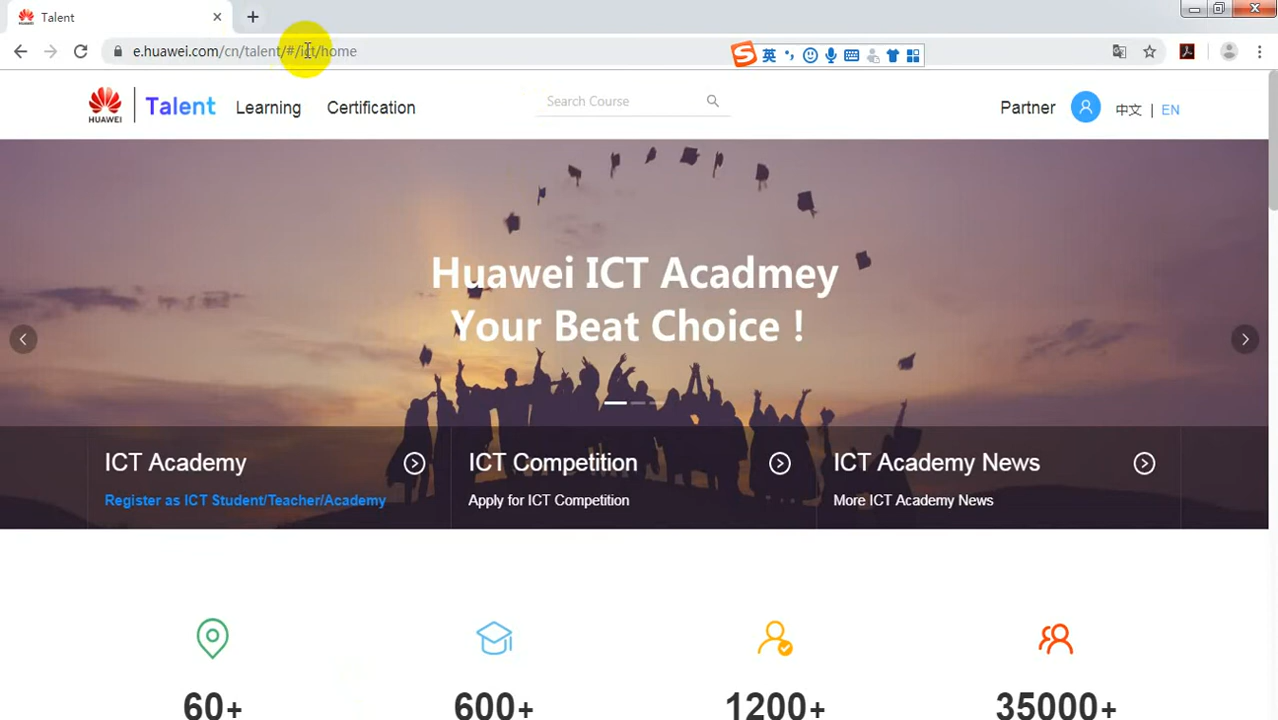 Talent
e.huawei.com/cn/talent/#/ict/home
英
HUAWEI
Talent
Learning
Certification
Search Course
Partner
中文 | EN
Huawei ICT Acadmey
Your Beat Choice !
ICT Academy
Register as ICT Student/Teacher/Academy
ICT Competition
Apply for ICT Competition
ICT Academy News
More ICT Academy News
60+
600+
1200+
35000+